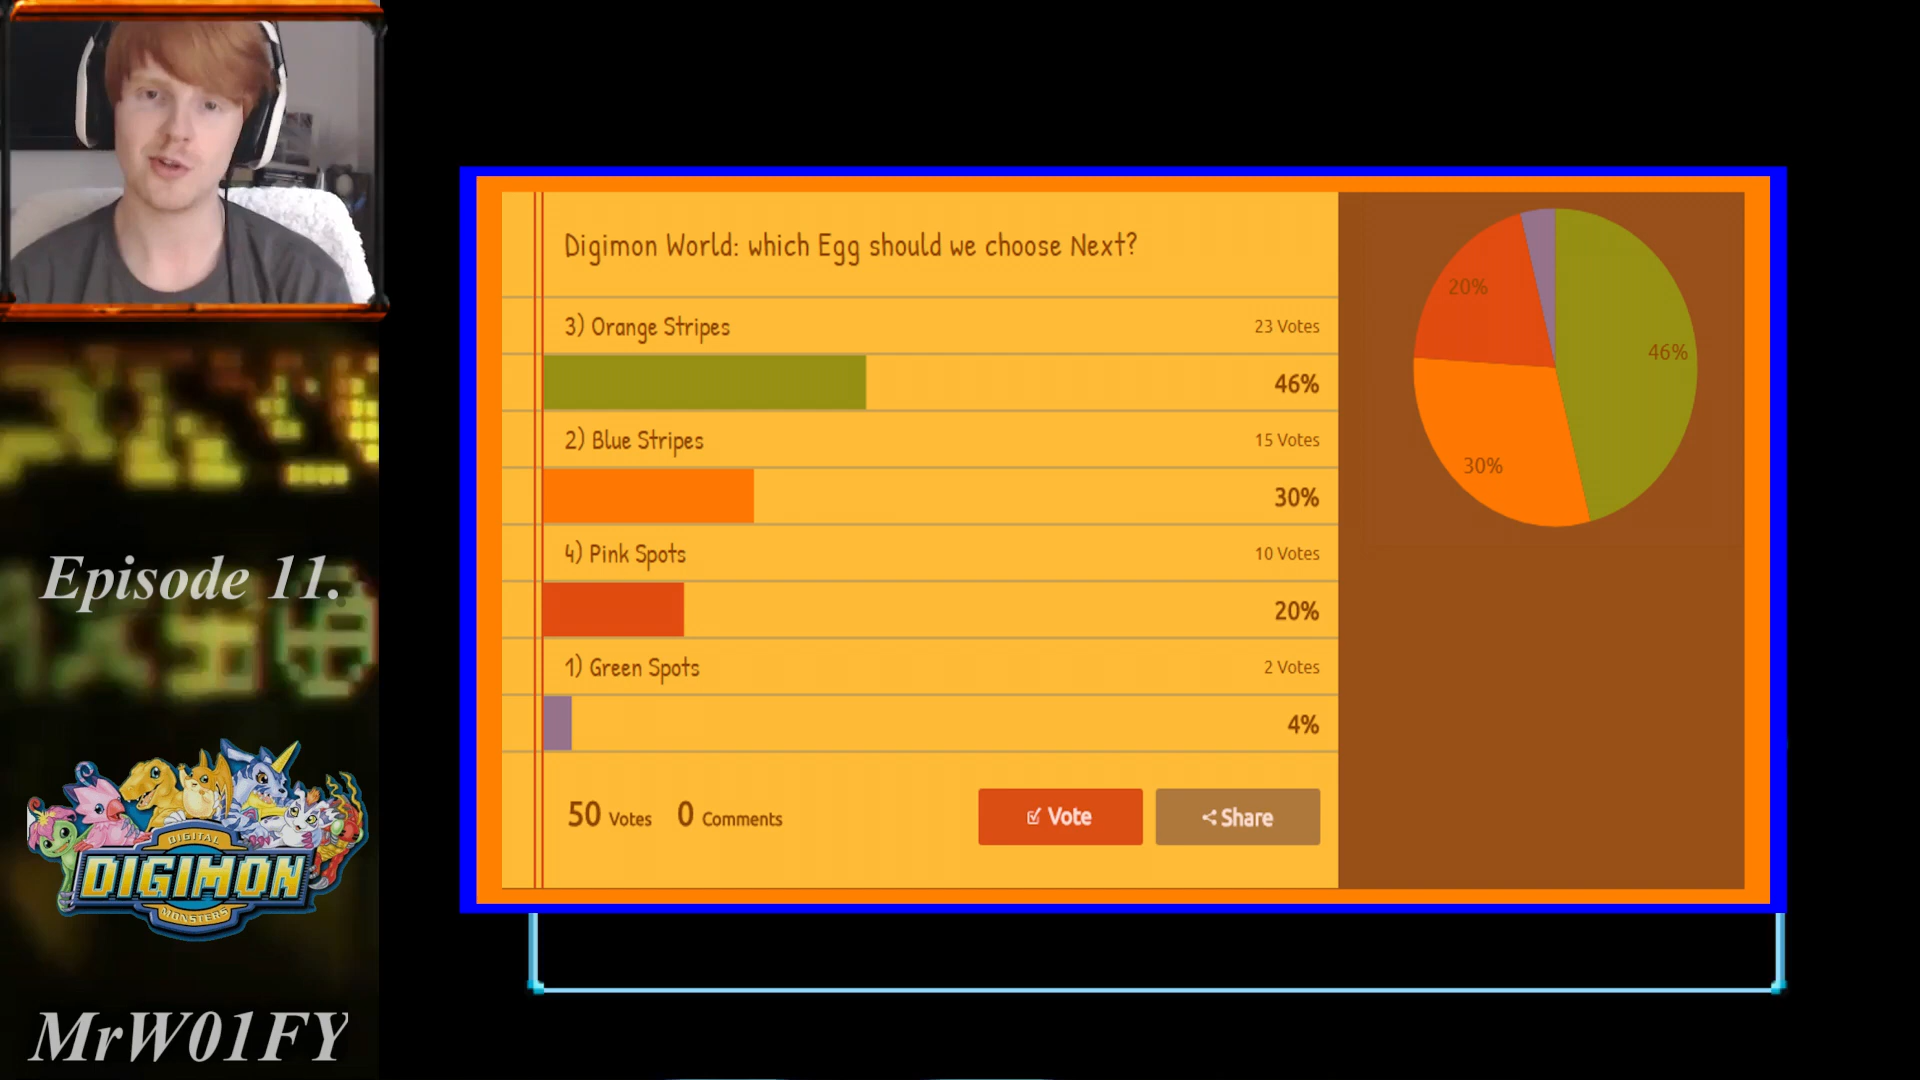 Digimon World: which Egg should we choose Next?
3) Orange Stripes
23 Votes
46%
2) Blue Stripes
15 Votes
30%
4) Pink Spots
10 Votes
20%
1) Green Spots
2 Votes
4%
50 Votes
0 Comments
Vote
Share
20%
46%
30%
Episode 11.
DIGITAL
DIGIMON
MONSTERS
MrW01FY